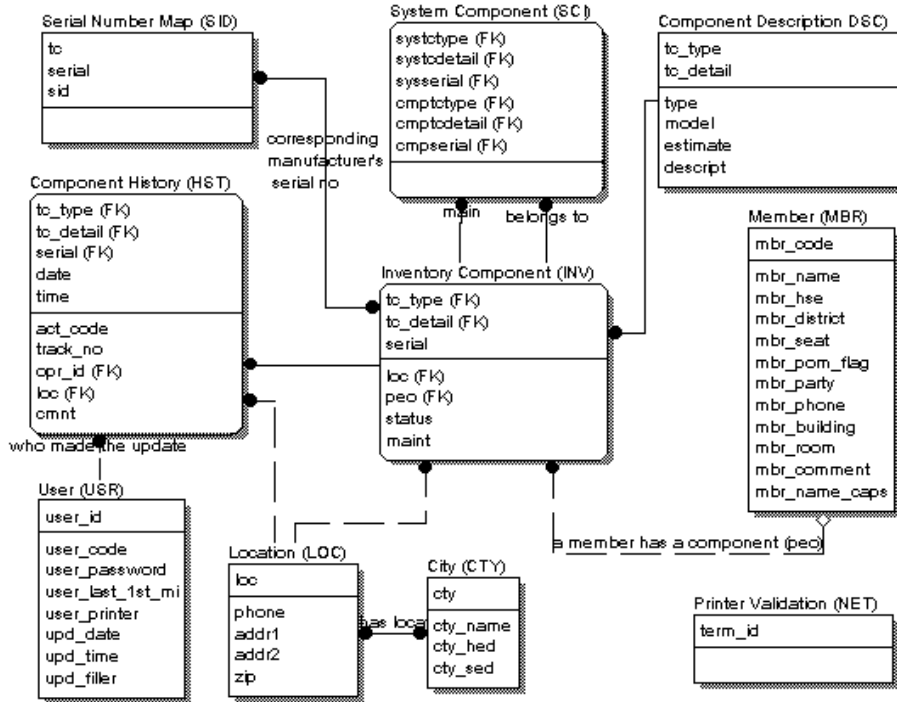 Serial Number Map (SID)
tc
serial
sid
System Component (SCI)
systctype (FK)
systcdetail (FK)
sysserial (FK)
cmptctype (FK)
cmptcdetail (FK)
cmpserial (FK)
Component Description DSC)
tc_type
tc_detail
type
model
estimate
descript
corresponding
manufacturer's
serial no
main
belongs to
Component History (HST)
tc_type (FK)
tc_detail (FK)
serial (FK)
date
time
act_code
track_no
opr_id (FK)
loc (FK)
cmnt
Inventory Component (INV)
tc_type (FK)
tc_detail (FK)
serial
loc (FK)
peo (FK)
status
maint
Member (MBR)
mbr_code
mbr_name
mbr_hse
mbr_district
mbr_seat
mbr_pom_flag
mbr_party
mbr_phone
mbr_building
mbr_room
mbr_comment
mbr_name_caps
who made the update
User (USR)
user_id
user_code
user_password
user_last_1st_mi
user_printer
upd_date
upd_time
upd_filler
Location (LOC)
loc
phone
addr1
addr2
zip
has loca
City (CTY)
cty
cty_name
cty_hed
cty_sed
a member has a component (peo)
Printer Validation (NET)
term_id